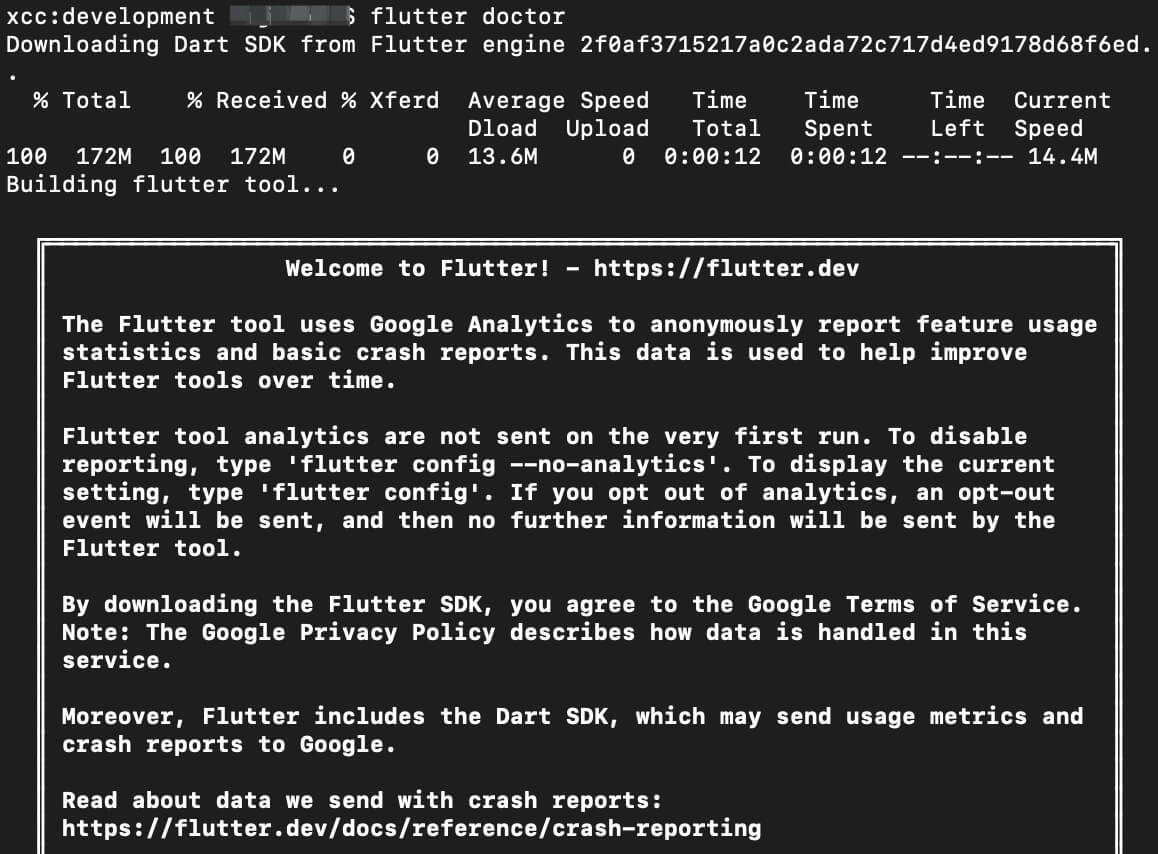 xcc:development $ flutter doctor
Downloading Dart SDK from Flutter engine 2f0af3715217a0c2ada72c717d4ed9178d68f6ed.
.
% Total % Received % Xferd Average Speed Time Time Time Current
Dload Upload Total Spent Left Speed
100 172M 100 172M 0 0 13.6M 0 0:00:12 0:00:12 --:--:-- 14.4M
Building flutter tool...
Welcome to Flutter! - https://flutter.dev
The Flutter tool uses Google Analytics to anonymously report feature usage
statistics and basic crash reports. This data is used to help improve
Flutter tools over time.
Flutter tool analytics are not sent on the very first run. To disable
reporting, type 'flutter config --no-analytics'. To display the current
setting, type 'flutter config'. If you opt out of analytics, an opt-out
event will be sent, and then no further information will be sent by the
Flutter tool.
By downloading the Flutter SDK, you agree to the Google Terms of Service.
Note: The Google Privacy Policy describes how data is handled in this
service.
Moreover, Flutter includes the Dart SDK, which may send usage metrics and
crash reports to Google.
Read about data we send with crash reports:
https://flutter.dev/docs/reference/crash-reporting